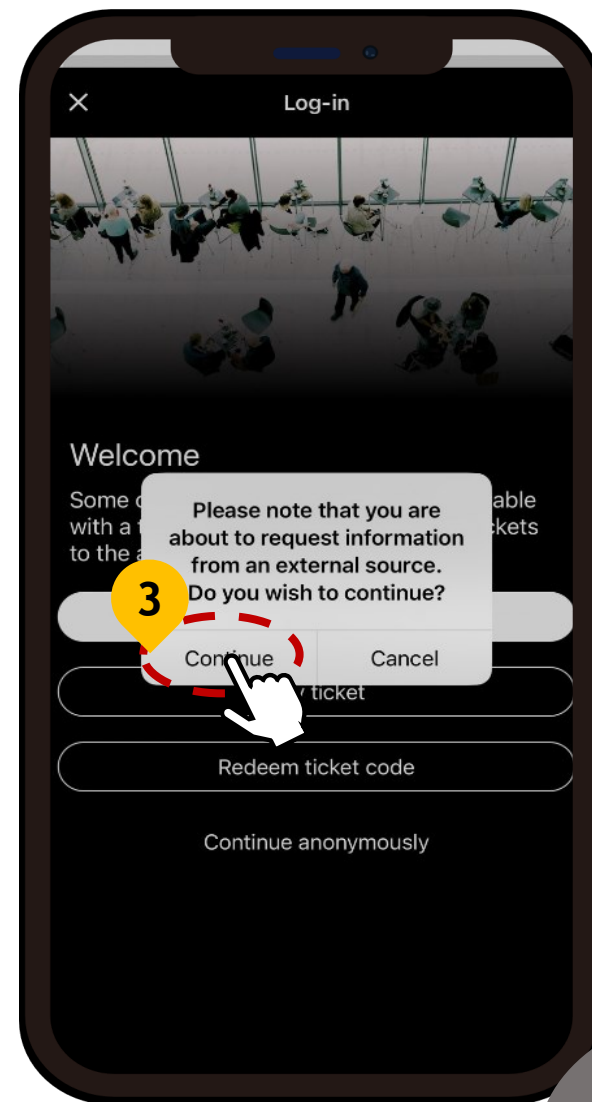 Log-in
Welcome
Some
able
with a
ckets
to the
Please note that you are
about to request information
from an external source.
Do you wish to continue?
3
Continue
Cancel
ticket
Redeem ticket code
Continue anonymously